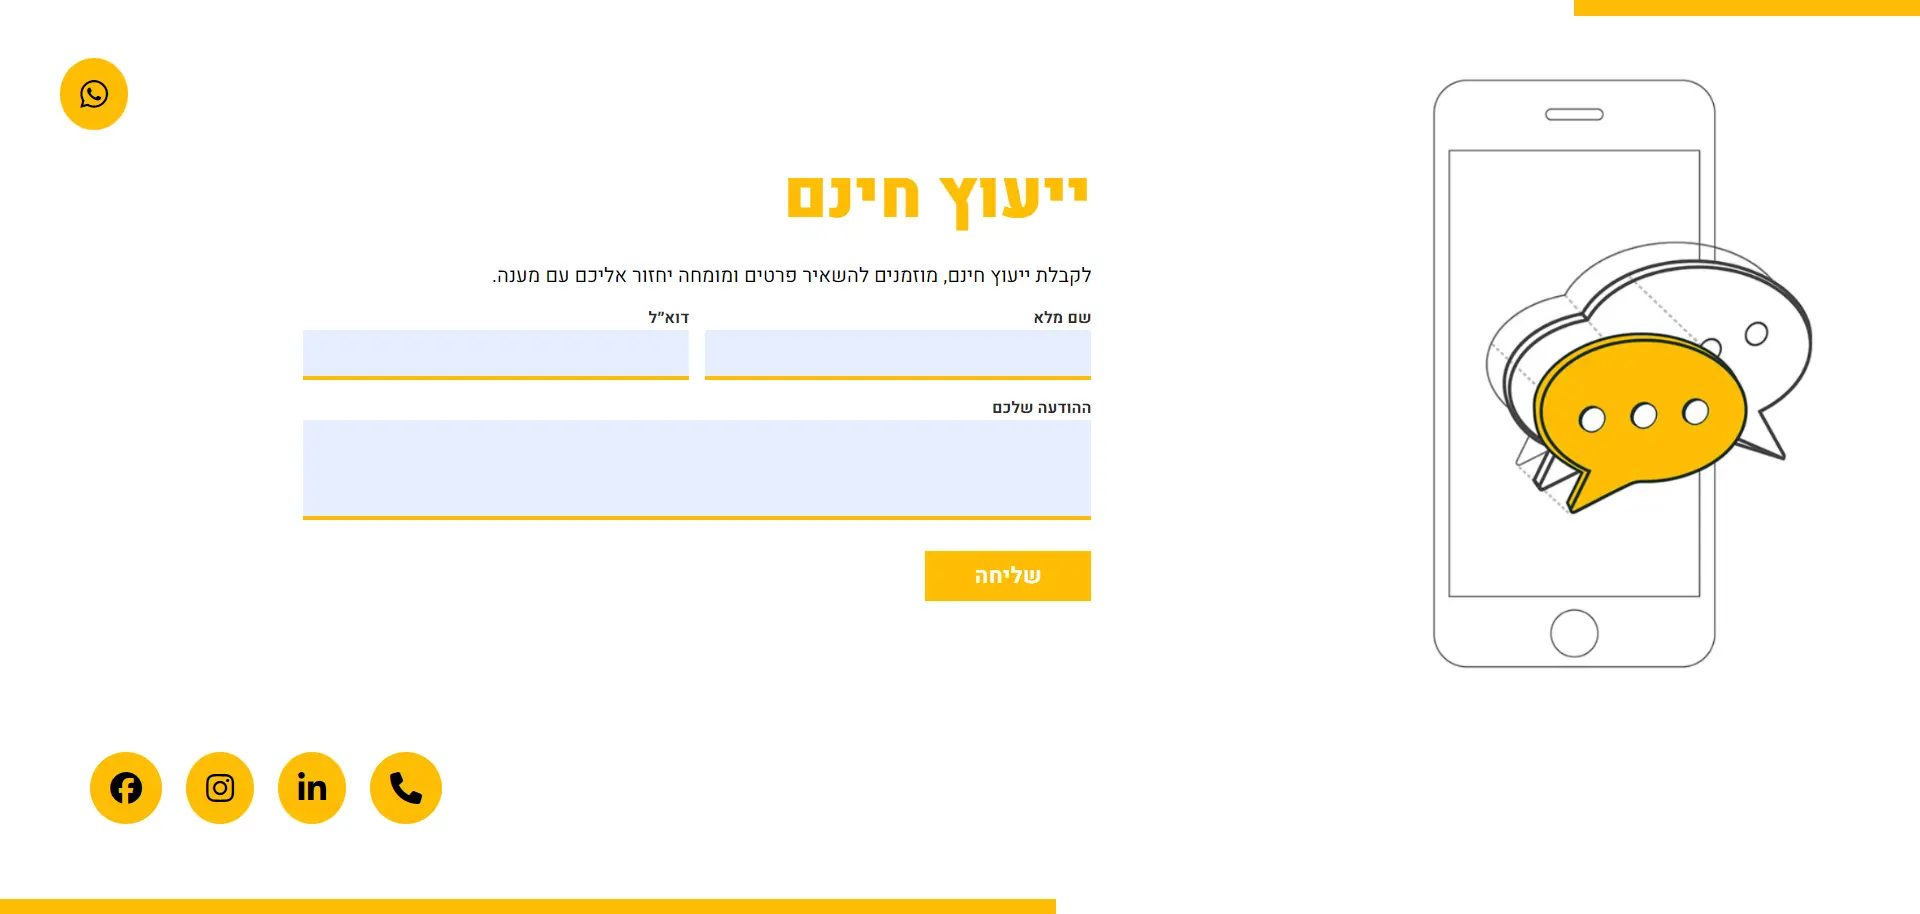 ייעוץ חינם
לקבלת ייעוץ חינם, מוזמנים להשאיר פרטים ומומחה יחזור אליכם עם מענה.
שם מלא
דוא״ל
ההודעה שלכם
שליחה